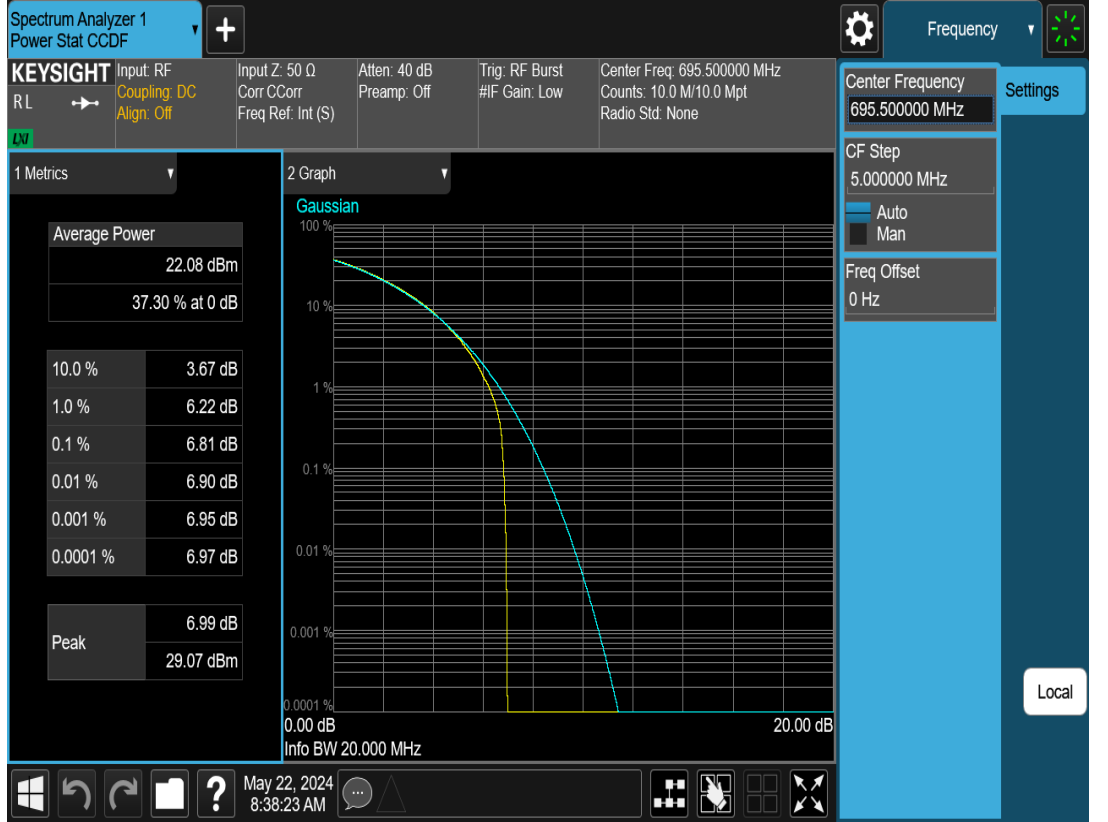 Spectrum Analyzer 1
Power Stat CCDF
+
Frequency
KEYSIGHT
RL
LXI
Input: RF
Coupling: DC
Align: Off
Input Z: 50 Ω
Corr CCorr
Freq Ref: Int (S)
Atten: 40 dB
Preamp: Off
Trig: RF Burst
#IF Gain: Low
Center Freq: 695.500000 MHz
Counts: 10.0 M/10.0 Mpt
Radio Std: None
Center Frequency
695.500000 MHz
Settings
CF Step
5.000000 MHz
Auto
Man
Freq Offset
0 Hz
Local
1 Metrics
Average Power
22.08 dBm
37.30 % at 0 dB
10.0 % 3.67 dB
1.0 % 6.22 dB
0.1 % 6.81 dB
0.01 % 6.90 dB
0.001 % 6.95 dB
0.0001 % 6.97 dB
Peak
6.99 dB
29.07 dBm
2 Graph
Gaussian
100 %
10 %
1 %
0.1 %
0.01 %
0.001 %
0.0001 %
0.00 dB 20.00 dB
Info BW 20.000 MHz
?
May 22, 2024
8:38:23 AM